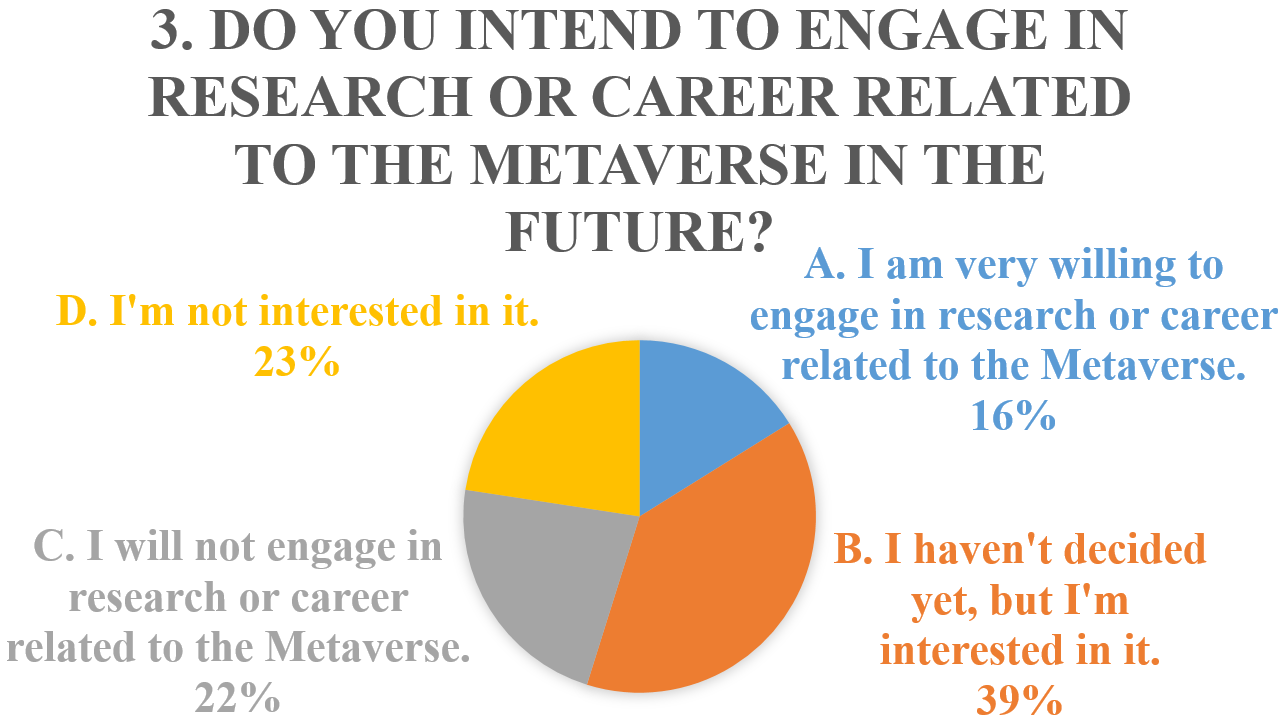 3. DO YOU INTEND TO ENGAGE IN
RESEARCH OR CAREER RELATED
TO THE METAVERSE IN THE
FUTURE?
A. I am very willing to
engage in research or career
related to the Metaverse.
16%
B. I haven't decided
yet, but I'm
interested in it.
39%
C. I will not engage in
research or career
related to the Metaverse.
22%
D. I'm not interested in it.
23%